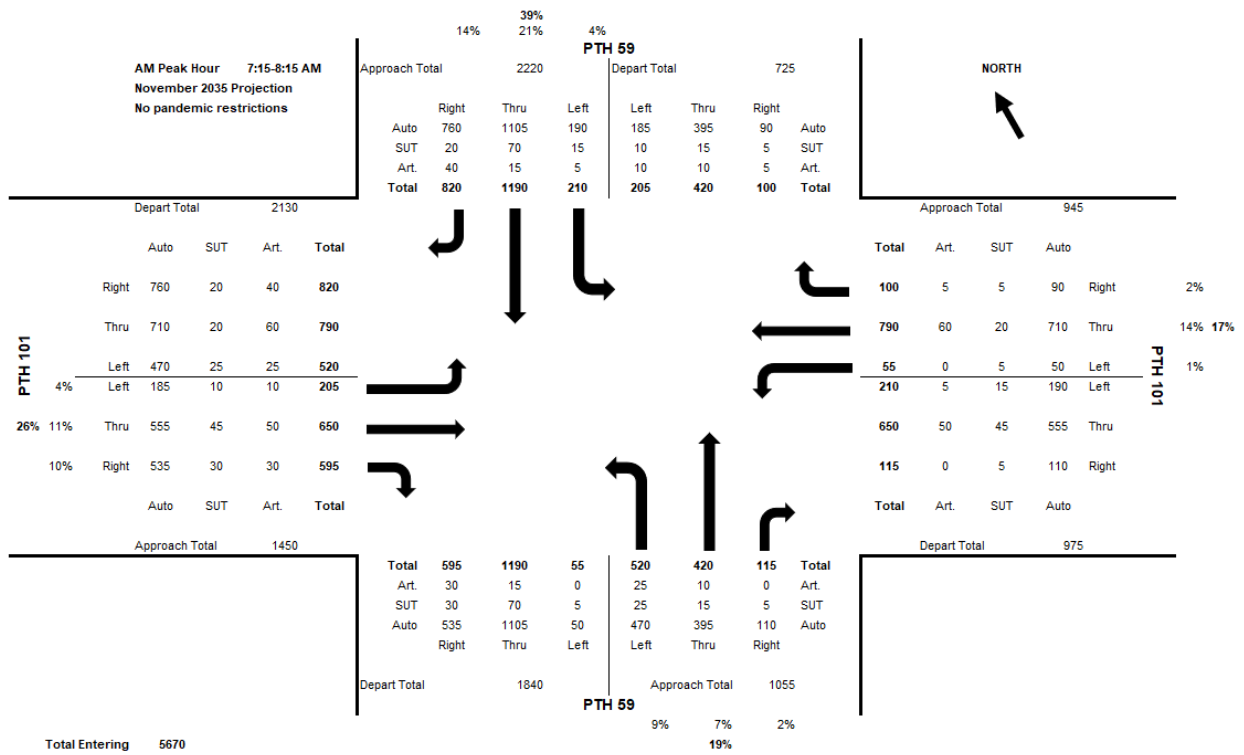 39%
14% 21% 4%
PTH 59
AM Peak Hour 7:15-8:15 AM Approach Total 2220 Depart Total 725 NORTH
November 2035 Projection
No pandemic restrictions
Right Thru Left Left Thru Right
Auto 760 1105 190 185 395 90 Auto
SUT 20 70 15 10 15 5 SUT
Art. 40 15 5 10 10 5 Art.
Total 820 1190 210 205 420 100 Total
Depart Total 2130 Approach Total 945
Auto SUT Art. Total Total Art. SUT Auto
Right 760 20 40 820 100 5 5 90 Right 2%
Thru 710 20 60 790 790 60 20 710 Thru 14% 17%
Left 470 25 25 520 55 0 5 50 Left 1%
PTH 101 PTH 101
4% Left 185 10 10 205 210 5 15 190 Left
26% 11% Thru 555 45 50 650 650 50 45 555 Thru
10% Right 535 30 30 595 115 0 5 110 Right
Auto SUT Art. Total Total Art. SUT Auto
Approach Total 1450 Depart Total 975
Total 595 1190 55 520 420 115 Total
Art. 30 15 0 25 10 0 Art.
SUT 30 70 5 25 15 5 SUT
Auto 535 1105 50 470 395 110 Auto
Right Thru Left Left Thru Right
Depart Total 1840 Approach Total 1055
PTH 59
9% 7% 2%
Total Entering 5670 19%